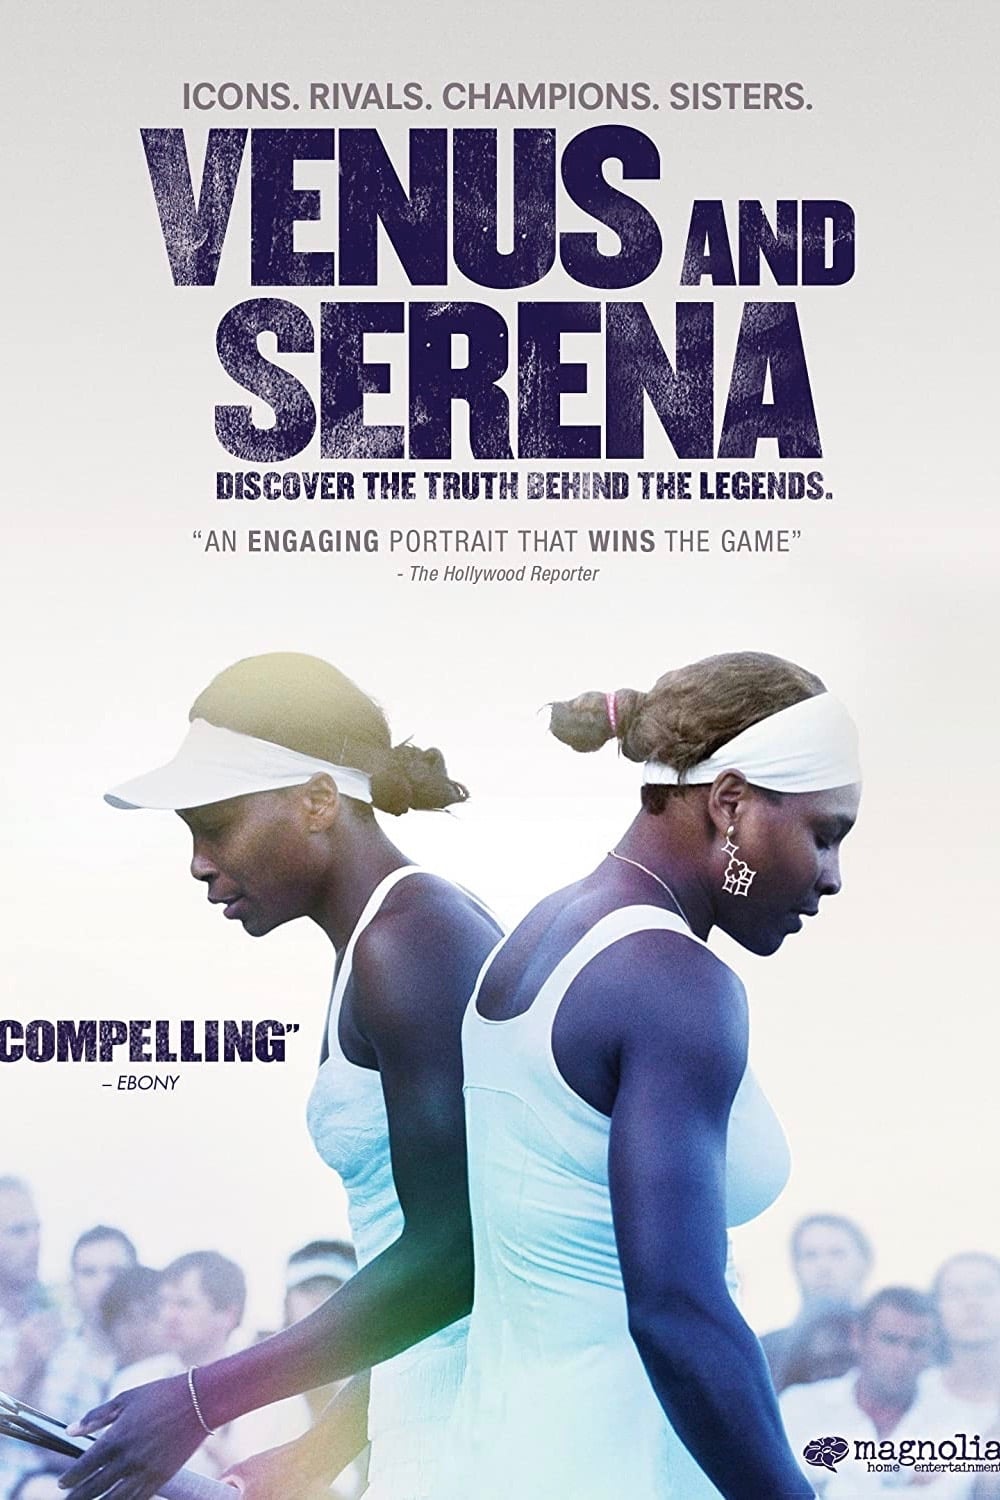 ICONS. RIVALS. CHAMPIONS. SISTERS.
VENUS AND
SERENA
DISCOVER THE TRUTH BEHIND THE LEGENDS.
“AN ENGAGING PORTRAIT THAT WINS THE GAME”
- The Hollywood Reporter
COMPELLING”
– EBONY
magnolia
home entertainment